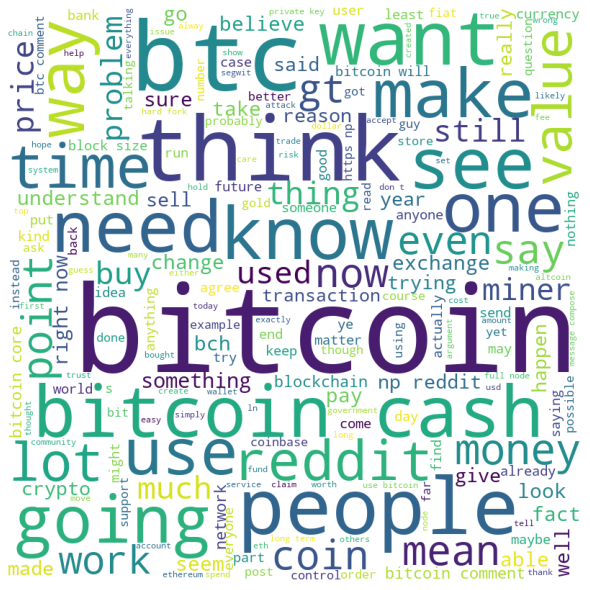 private key
fiat
user
least
currency
true
wrong
chain
always
bank
help
go
believe
really
question
everything
issue
show
btc comment
talking
segwit
number
said
case
bitcoin will
created
likely
price
way
problem
btc
want
value
attack
got
better
sure
gt
reason
guy
fee
hard fork
probably
dollar
take
trade
accept
still
make
hope
block size
run
risk
https np
store
system
understand
hold
future
good
care
set
time
think
see
sell
gold
someone
read
don t
thing
year
anyone
nothing
top
put
back
many
kind
ask
change
need
know
even
one
say
instead
guess
either
agree
exchange
making
altcoin
idea
buy
used
now
trying
miner
point
right now
today
transaction
course
cost
send
first
done
anything
exactly
example
ye
using
actually
amount
yet
message compose
bch
try
end
keep
matter
though
argument
may
happen
bitcoin
bought
bitcoin core
world
s
something
blockchain
np reddit
full node
usd
saying
possible
trust
create
wallet
ln
pay
day
thought
bit
easy
simply
government
come
bitcoin cash
community
might
coinbase
long
find
use bitcoin
lot
use
reddit
money
move
much
service
fund
worth
give
already
crypto
support
network
claim
far
look
tell
going
people
node
fact
everyone
long term
others
mean
able
well
maybe
made
work
account
seem
part
eth
post
coin
control
order
bitcoin comment
ethereum
spend
thank